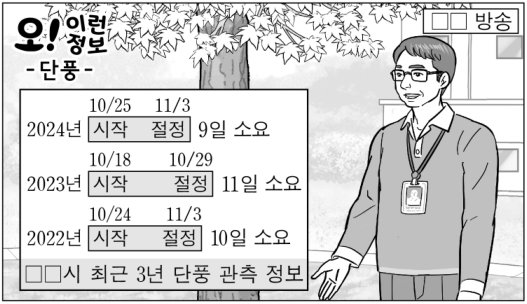 오! 이런 정보
-단풍-
□□ 방송
10/25 11/3
2024년 시작 절정 9일 소요
10/18 10/29
2023년 시작 절정 11일 소요
10/24 11/3
2022년 시작 절정 10일 소요
□□시 최근 3년 단풍 관측 정보